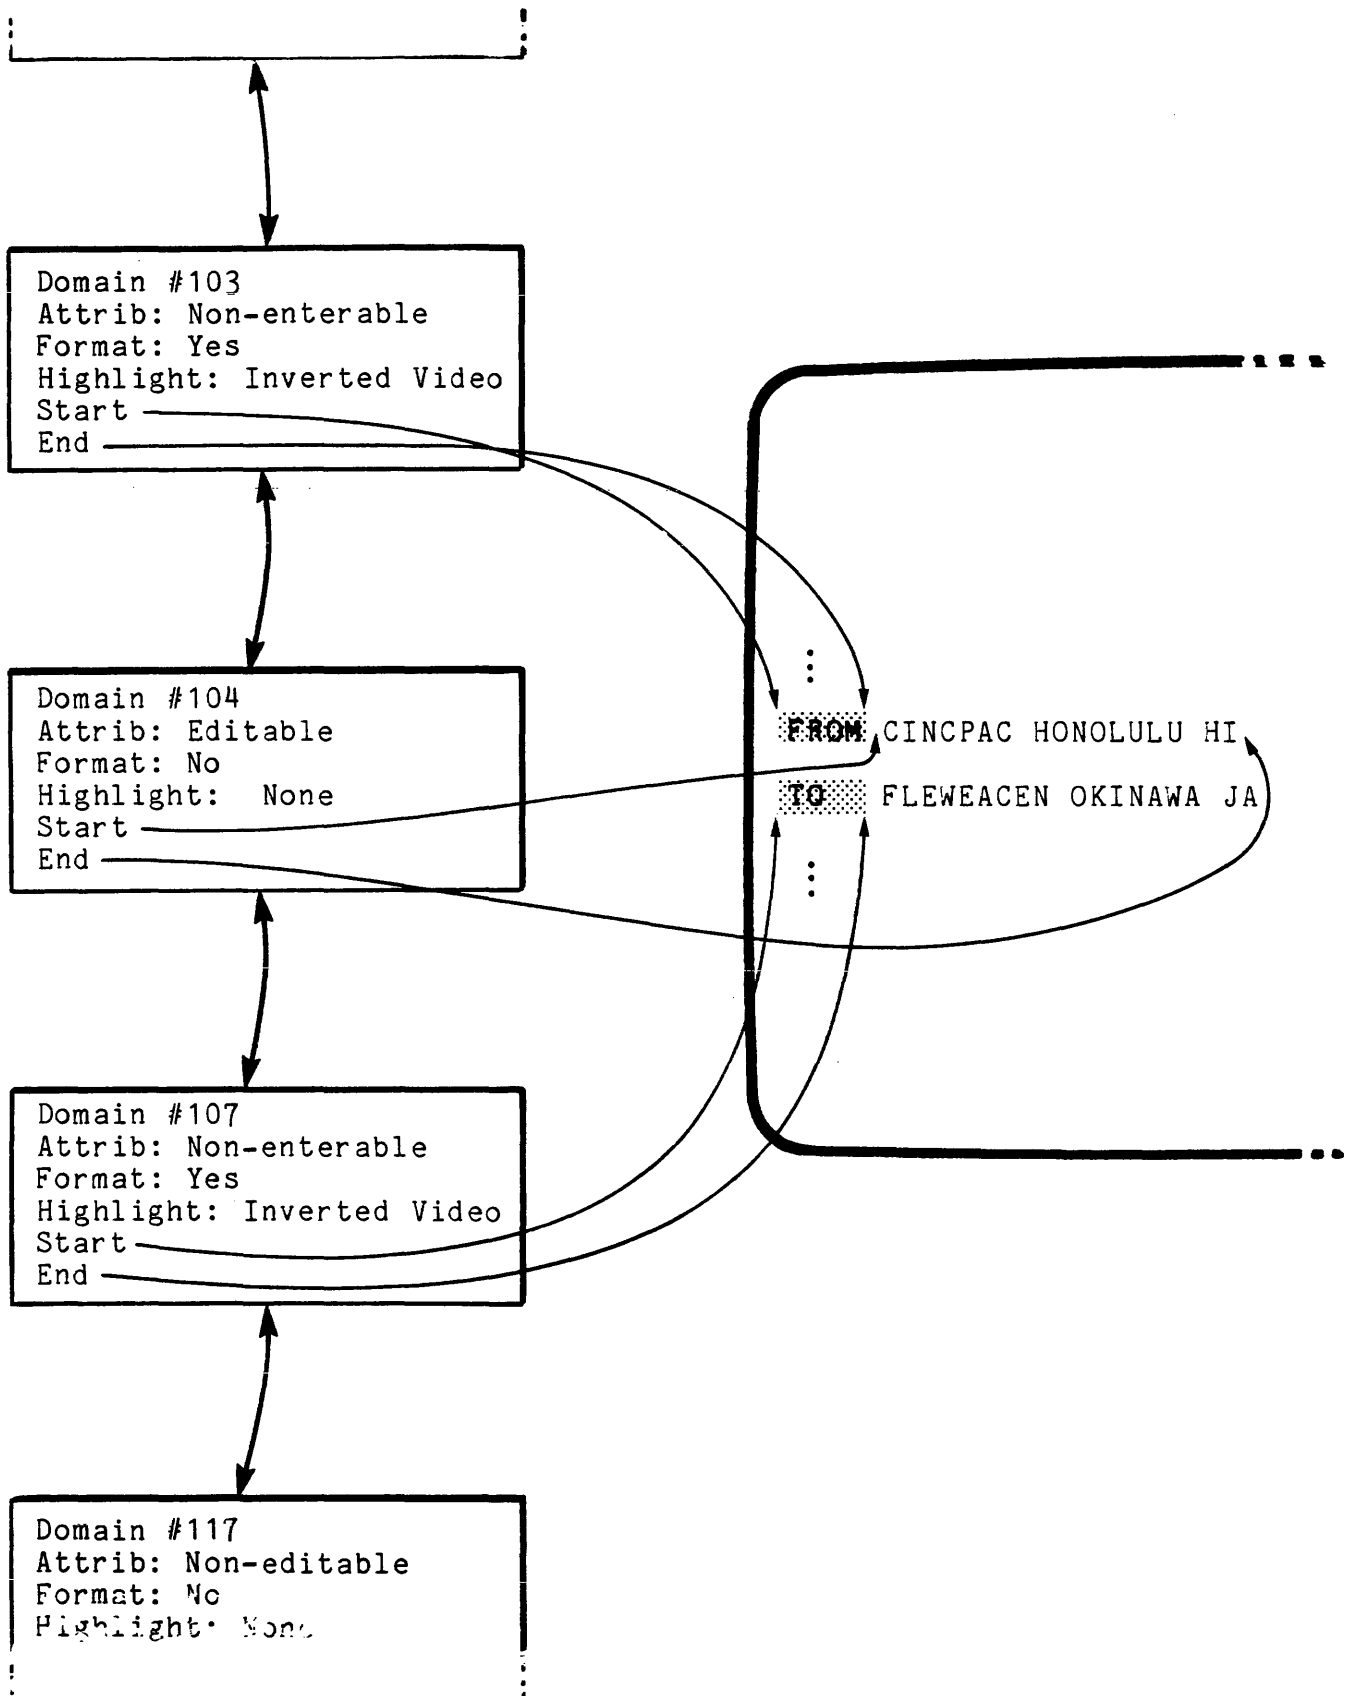 Domain #103
Attrib: Non-enterable
Format: Yes
Highlight: Inverted Video
Start
End
FROM CINCPAC HONOLULU HI
TO FLEWEACEN OKINAWA JA
Domain #104
Attrib: Editable
Format: No
Highlight: None
Start
End
Domain #107
Attrib: Non-enterable
Format: Yes
Highlight: Inverted Video
Start
End
Domain #117
Attrib: Non-editable
Format: No
Highlight: None